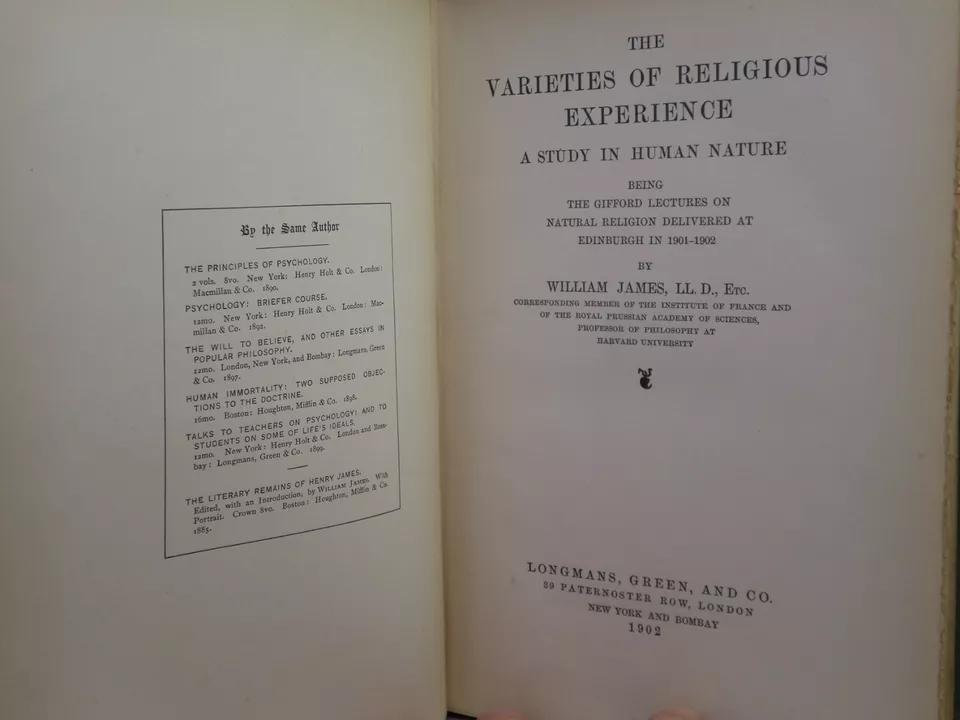 By the Same Author
THE PRINCIPLES OF PSYCHOLOGY.
2 vols. 8vo. New York: Henry Holt & Co. London:
Macmillan & Co. 1890.
PSYCHOLOGY: BRIEFER COURSE.
12mo. New York: Henry Holt & Co. London: Mac-
millan & Co. 1892.
THE WILL TO BELIEVE, AND OTHER ESSAYS IN
POPULAR PHILOSOPHY.
12mo. London, New York, and Bombay: Longmans, Green
& Co. 1897.
HUMAN IMMORTALITY: TWO SUPPOSED OBJEC-
TIONS TO THE DOCTRINE.
16mo. Boston: Houghton, Mifflin & Co. 1898.
TALKS TO TEACHERS ON PSYCHOLOGY: AND TO
STUDENTS ON SOME OF LIFE'S IDEALS.
12mo. New York: Henry Holt & Co. London and Bom-
bay: Longmans, Green & Co. 1899.
THE LITERARY REMAINS OF HENRY JAMES.
Edited, with an Introduction, by WILLIAM JAMES. With
Portrait. Crown 8vo. Boston: Houghton, Mifflin & Co.
1885.
THE
VARIETIES OF RELIGIOUS
EXPERIENCE
A STUDY IN HUMAN NATURE
BEING
THE GIFFORD LECTURES ON
NATURAL RELIGION DELIVERED AT
EDINBURGH IN 1901-1902
BY
WILLIAM JAMES, LL. D., ETC.
CORRESPONDING MEMBER OF THE INSTITUTE OF FRANCE AND
OF THE ROYAL PRUSSIAN ACADEMY OF SCIENCES,
PROFESSOR OF PHILOSOPHY AT
HARVARD UNIVERSITY
LONGMANS, GREEN, AND CO.
39 PATERNOSTER ROW, LONDON
NEW YORK AND BOMBAY
1902